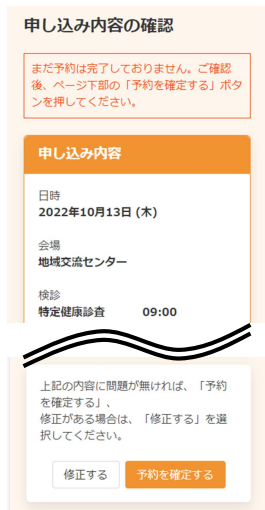 申し込み内容の確認
まだ予約は完了しておりません。ご確認
後、ページ下部の「予約を確定する」ボタ
ンを押してください。
申し込み内容
日時
2022年10月13日 (木)
会場
地域交流センター
検診
特定健康診査 09:00
上記の内容に問題が無ければ、「予約
を確定する」、
修正がある場合は、「修正する」を選
択してください。
修正する 予約を確定する